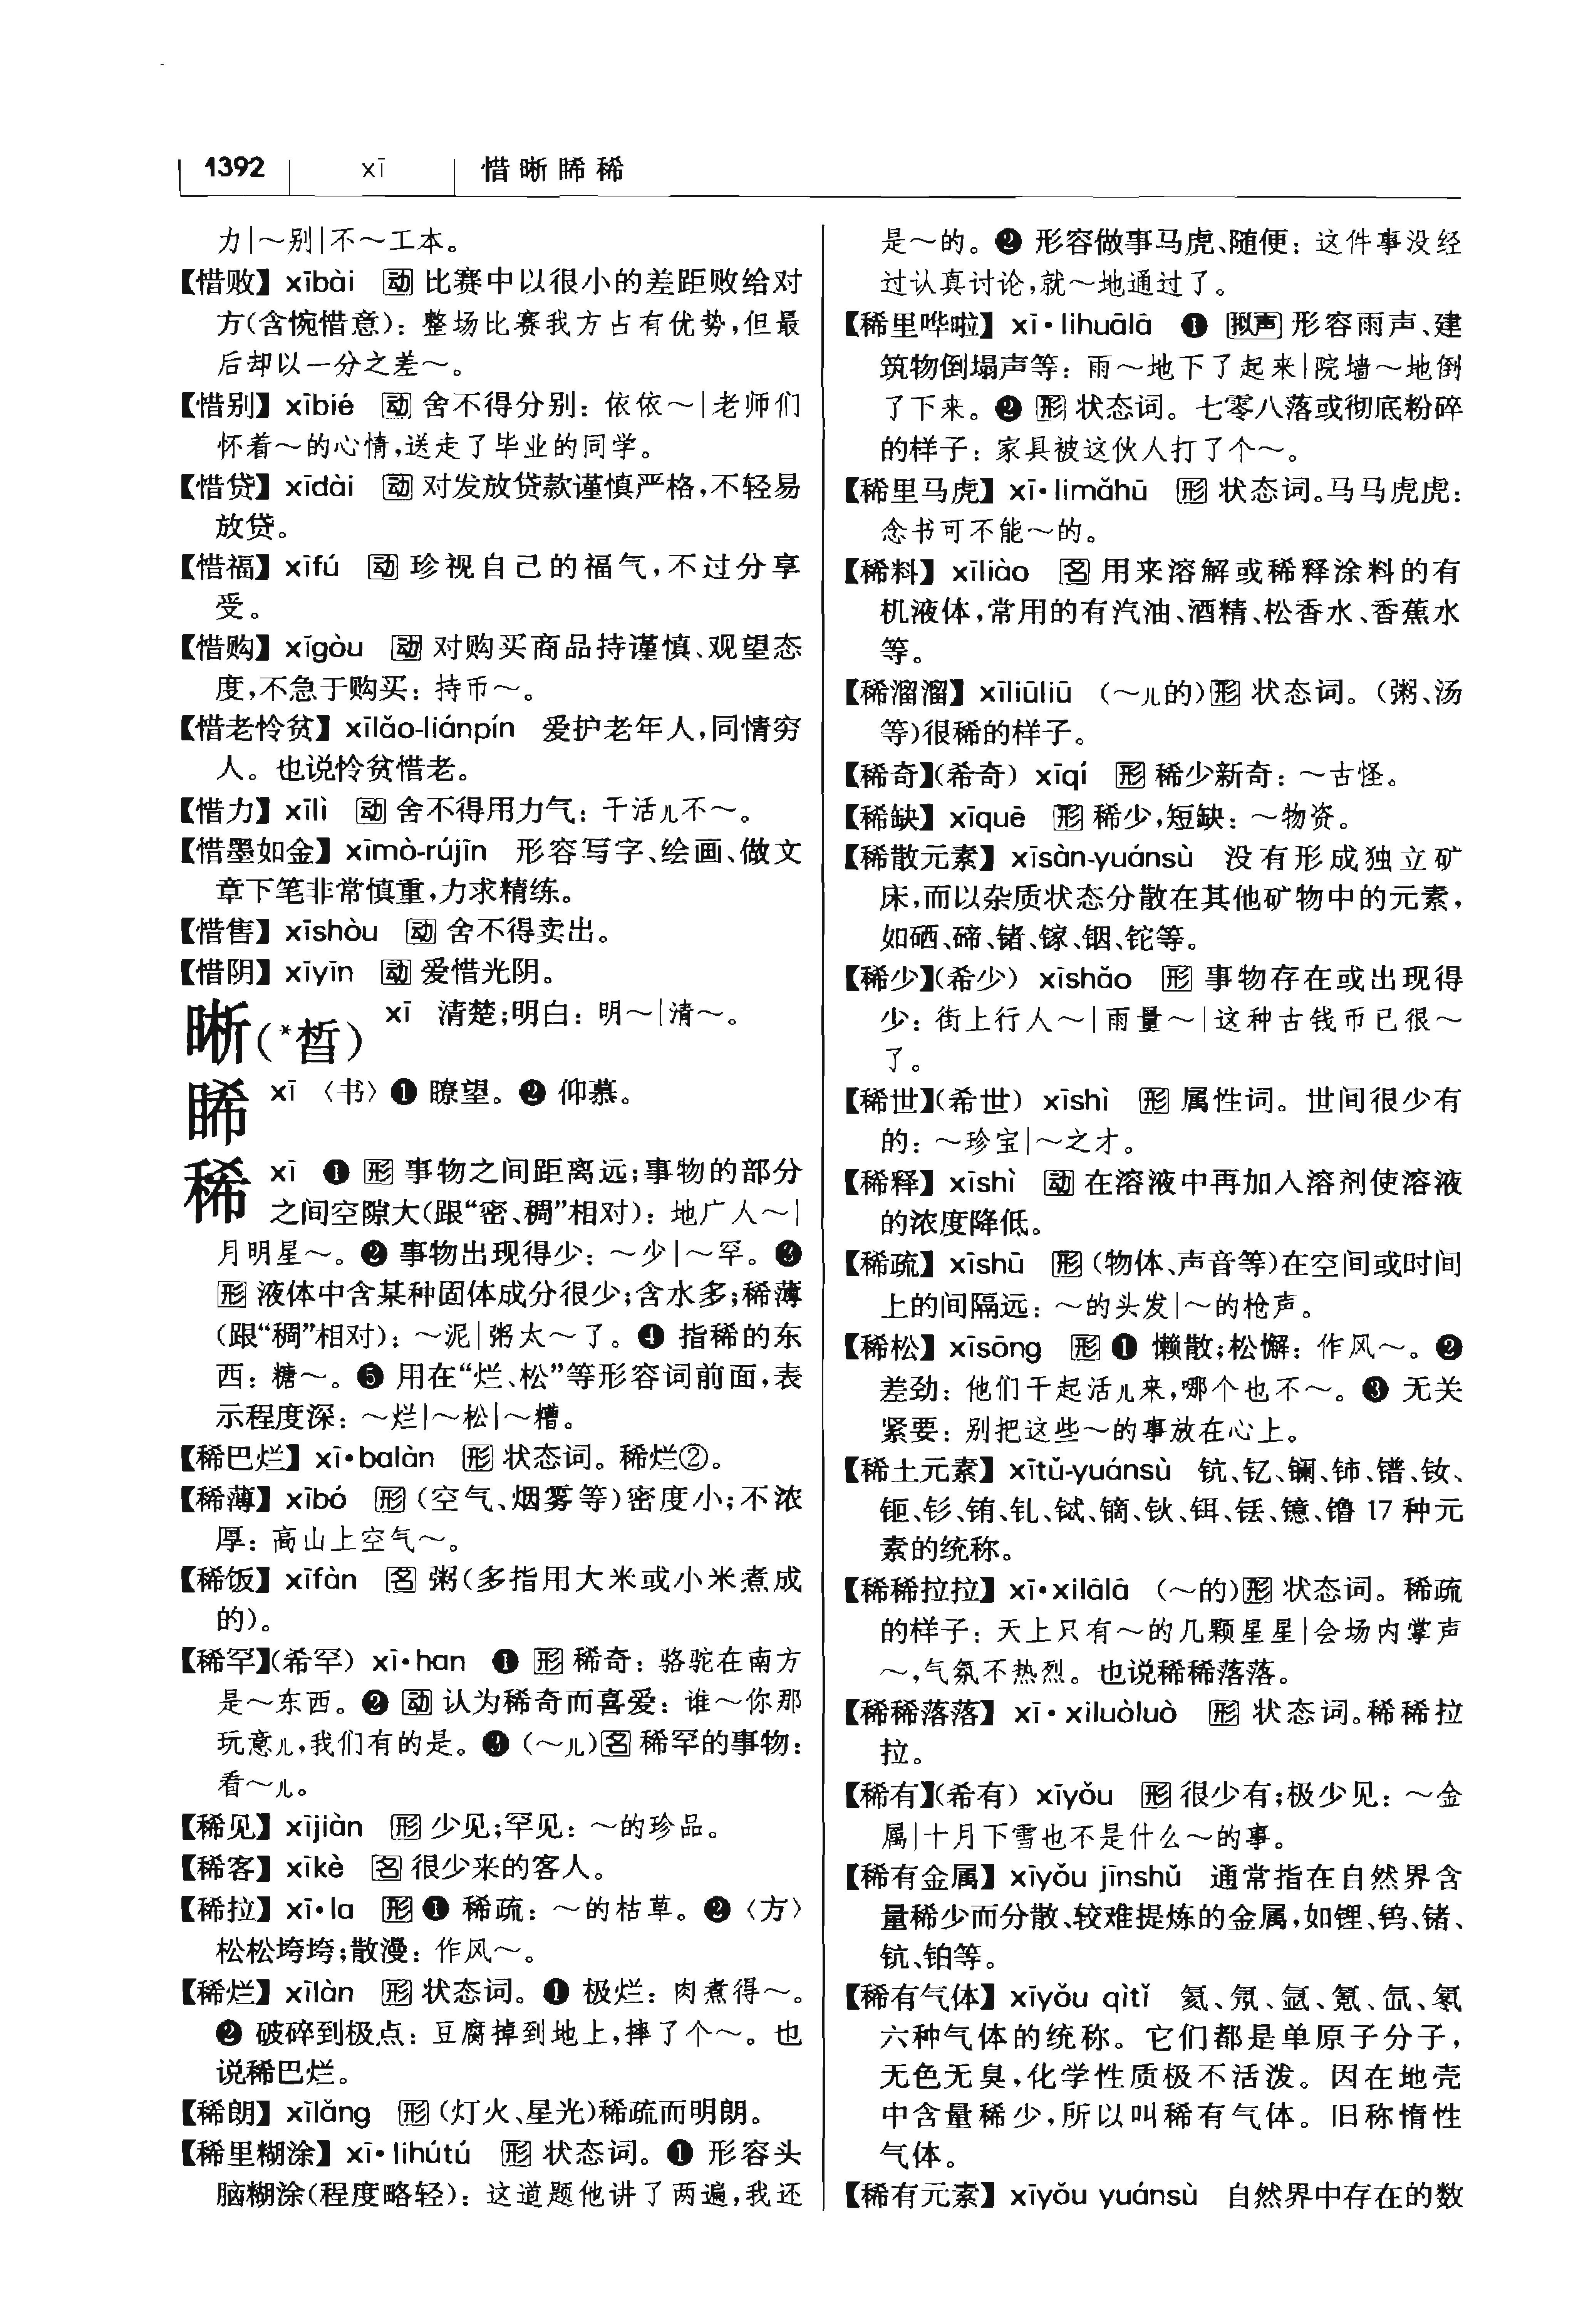 1392 xī 惜晰睎稀
力|～别|不～工本。
【惜败】xībài 动 比赛中以很小的差距败给对
方(含惋惜意)：整场比赛我方占有优势,但最
后却以一分之差～。
【惜别】xībié 动 舍不得分别：依依～|老师们
怀着～的心情,送走了毕业的同学。
【惜贷】xīdài 动 对发放贷款谨慎严格,不轻易
放贷。
【惜福】xīfú 动 珍视自己的福气,不过分享
受。
【惜购】xīgòu 动 对购买商品持谨慎、观望态
度,不急于购买：持币～。
【惜老怜贫】xīlǎo-liánpín 爱护老年人,同情穷
人。也说怜贫惜老。
【惜力】xīlì 动 舍不得用力气：干活儿不～。
【惜墨如金】xīmò-rújīn 形容写字、绘画、做文
章下笔非常慎重,力求精练。
【惜售】xīshòu 动 舍不得卖出。
【惜阴】xīyīn 动 爱惜光阴。
晰(*晳) xī 清楚;明白：明～|清～。
睎 xī 〈书〉❶ 瞭望。❷ 仰慕。
稀 xī ❶ 形 事物之间距离远;事物的部分
之间空隙大(跟“密、稠”相对)：地广人～|
月明星～。❷ 事物出现得少：～少|～罕。❸
形 液体中含某种固体成分很少;含水多;稀薄
(跟“稠”相对)：～泥|粥太～了。❹ 指稀的东
西：糖～。❺ 用在“烂、松”等形容词前面,表
示程度深：～烂|～松|～糟。
【稀巴烂】xī·balàn 形 状态词。稀烂②。
【稀薄】xībó 形 (空气、烟雾等)密度小;不浓
厚：高山上空气～。
【稀饭】xīfàn 名 粥(多指用大米或小米煮成
的)。
【稀罕】(希罕) xī·han ❶ 形 稀奇：骆驼在南方
是～东西。❷ 动 认为稀奇而喜爱：谁～你那
玩意儿,我们有的是。❸ (～儿)名 稀罕的事物：
看～儿。
【稀见】xījiàn 形 少见;罕见：～的珍品。
【稀客】xīkè 名 很少来的客人。
【稀拉】xī·la 形 ❶ 稀疏：～的枯草。❷〈方〉
松松垮垮;散漫：作风～。
【稀烂】xīlàn 形 状态词。❶ 极烂：肉煮得～。
❷ 破碎到极点：豆腐掉到地上,摔了个～。也
说稀巴烂。
【稀朗】xīlǎng 形 (灯火、星光)稀疏而明朗。
【稀里糊涂】xī·lihútú 形 状态词。❶ 形容头
脑糊涂(程度略轻)：这道题他讲了两遍,我还
是～的。❷ 形容做事马虎、随便：这件事没经
过认真讨论,就～地通过了。
【稀里哗啦】xī·lihuālā ❶ 拟声 形容雨声、建
筑物倒塌声等：雨～地下了起来|院墙～地倒
了下来。❷ 形 状态词。七零八落或彻底粉碎
的样子：家具被这伙人打了个～。
【稀里马虎】xī·limǎhū 形 状态词。马马虎虎：
念书可不能～的。
【稀料】xīliào 名 用来溶解或稀释涂料的有
机液体,常用的有汽油、酒精、松香水、香蕉水
等。
【稀溜溜】xīliūliū (～儿的)形 状态词。(粥、汤
等)很稀的样子。
【稀奇】(希奇) xīqí 形 稀少新奇：～古怪。
【稀缺】xīquē 形 稀少,短缺：～物资。
【稀散元素】xīsàn-yuánsù 没有形成独立矿
床,而以杂质状态分散在其他矿物中的元素,
如硒、碲、锗、镓、铟、铊等。
【稀少】(希少) xīshǎo 形 事物存在或出现得
少：街上行人～|雨量～|这种古钱币已很～
了。
【稀世】(希世) xīshì 形 属性词。世间很少有
的：～珍宝|～之才。
【稀释】xīshì 动 在溶液中再加入溶剂使溶液
的浓度降低。
【稀疏】xīshū 形 (物体、声音等)在空间或时间
上的间隔远：～的头发|～的枪声。
【稀松】xīsōng 形 ❶ 懒散;松懈：作风～。❷
差劲：他们干起活儿来,哪个也不～。❸ 无关
紧要：别把这些～的事放在心上。
【稀土元素】xītǔ-yuánsù 钪、钇、镧、铈、镨、钕、
钷、钐、铕、钆、铽、镝、钬、铒、铥、镱、镥 17 种元
素的统称。
【稀稀拉拉】xī·xilālā (～的)形 状态词。稀疏
的样子：天上只有～的几颗星星|会场内掌声
～,气氛不热烈。也说稀稀落落。
【稀稀落落】xī·xiluòluò 形 状态词。稀稀拉
拉。
【稀有】(希有) xīyǒu 形 很少有;极少见：～金
属|十月下雪也不是什么～的事。
【稀有金属】xīyǒu jīnshǔ 通常指在自然界含
量稀少而分散、较难提炼的金属,如锂、钨、锗、
钪、铂等。
【稀有气体】xīyǒu qìtǐ 氦、氖、氩、氪、氙、氡
六种气体的统称。它们都是单原子分子,
无色无臭,化学性质极不活泼。因在地壳
中含量稀少,所以叫稀有气体。旧称惰性
气体。
【稀有元素】xīyǒu yuánsù 自然界中存在的数